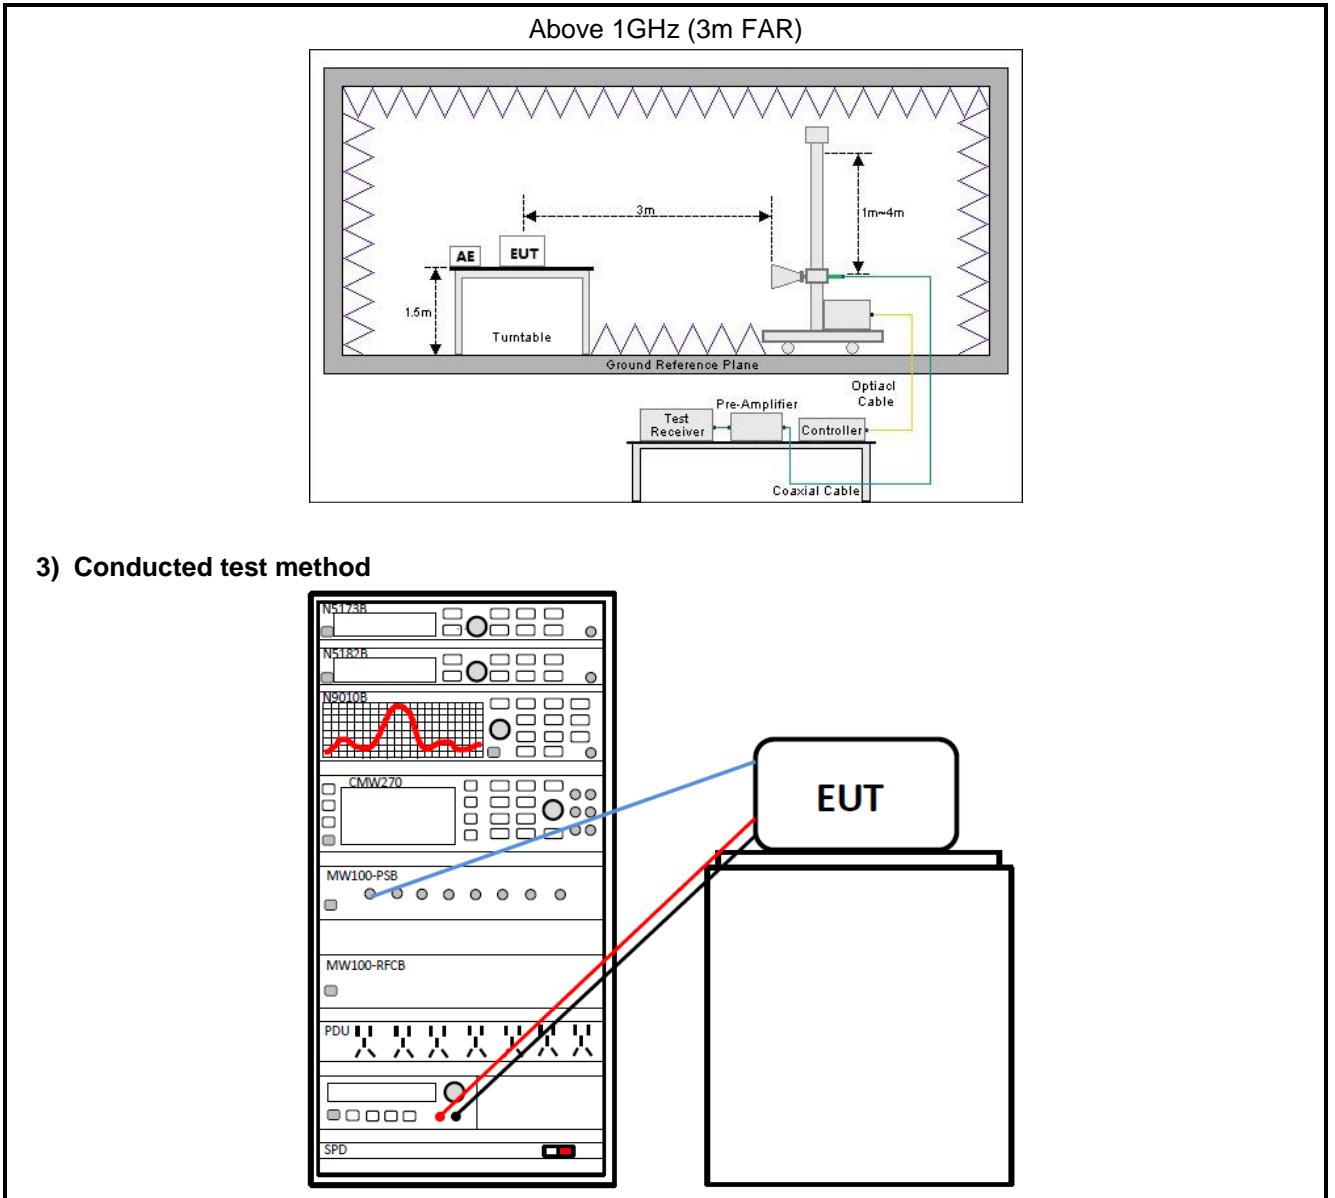 Above 1GHz (3m FAR)
3m
1m~4m
AE
EUT
1.5m
Turntable
Ground Reference Plane
Optiacl
Cable
Pre-Amplifier
Test
Receiver
Controller
Coaxial Cable
3) Conducted test method
N5173B
N5182B
N9010B
CMW270
EUT
MW100-PSB
MW100-RFCB
PDU
SPD